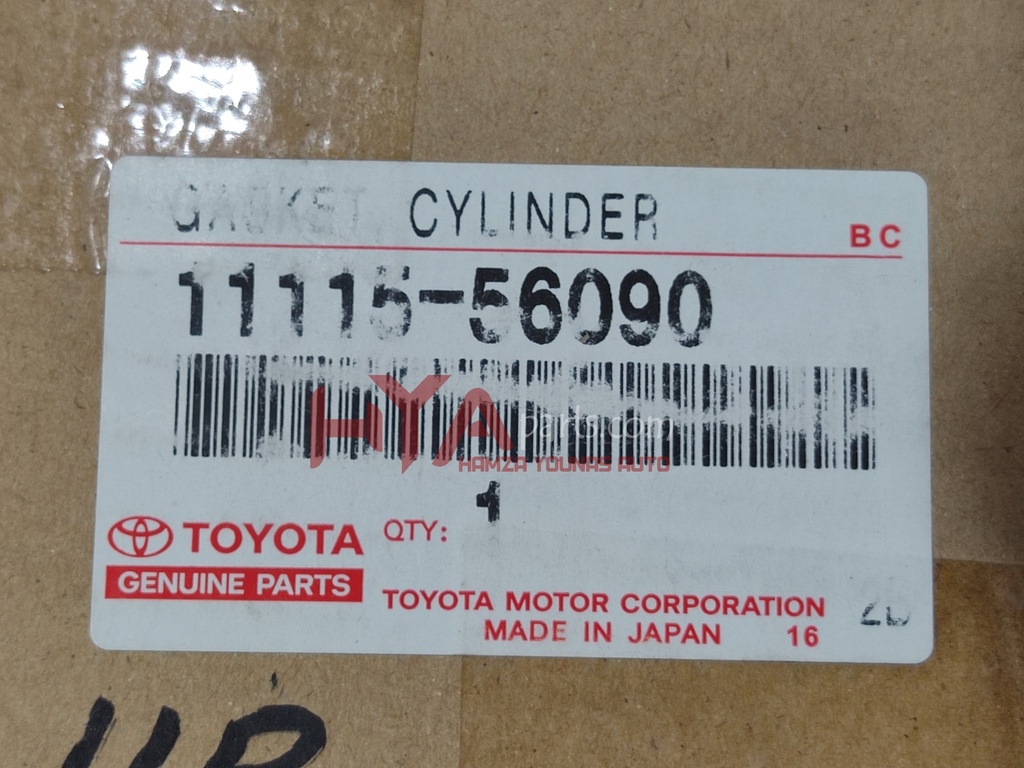 GASKET CYLINDER
BC
11115-56090
HYA parts.com
HAMZA YOUNAS AUTO
1
QTY:
TOYOTA
GENUINE PARTS
TOYOTA MOTOR CORPORATION
MADE IN JAPAN 16